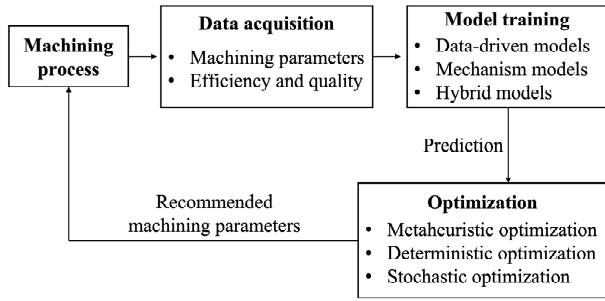 Machining
process
Data acquisition
• Machining parameters
• Efficiency and quality
Model training
• Data-driven models
• Mechanism models
• Hybrid models
Prediction
Optimization
• Metaheuristic optimization
• Deterministic optimization
• Stochastic optimization
Recommended
machining parameters